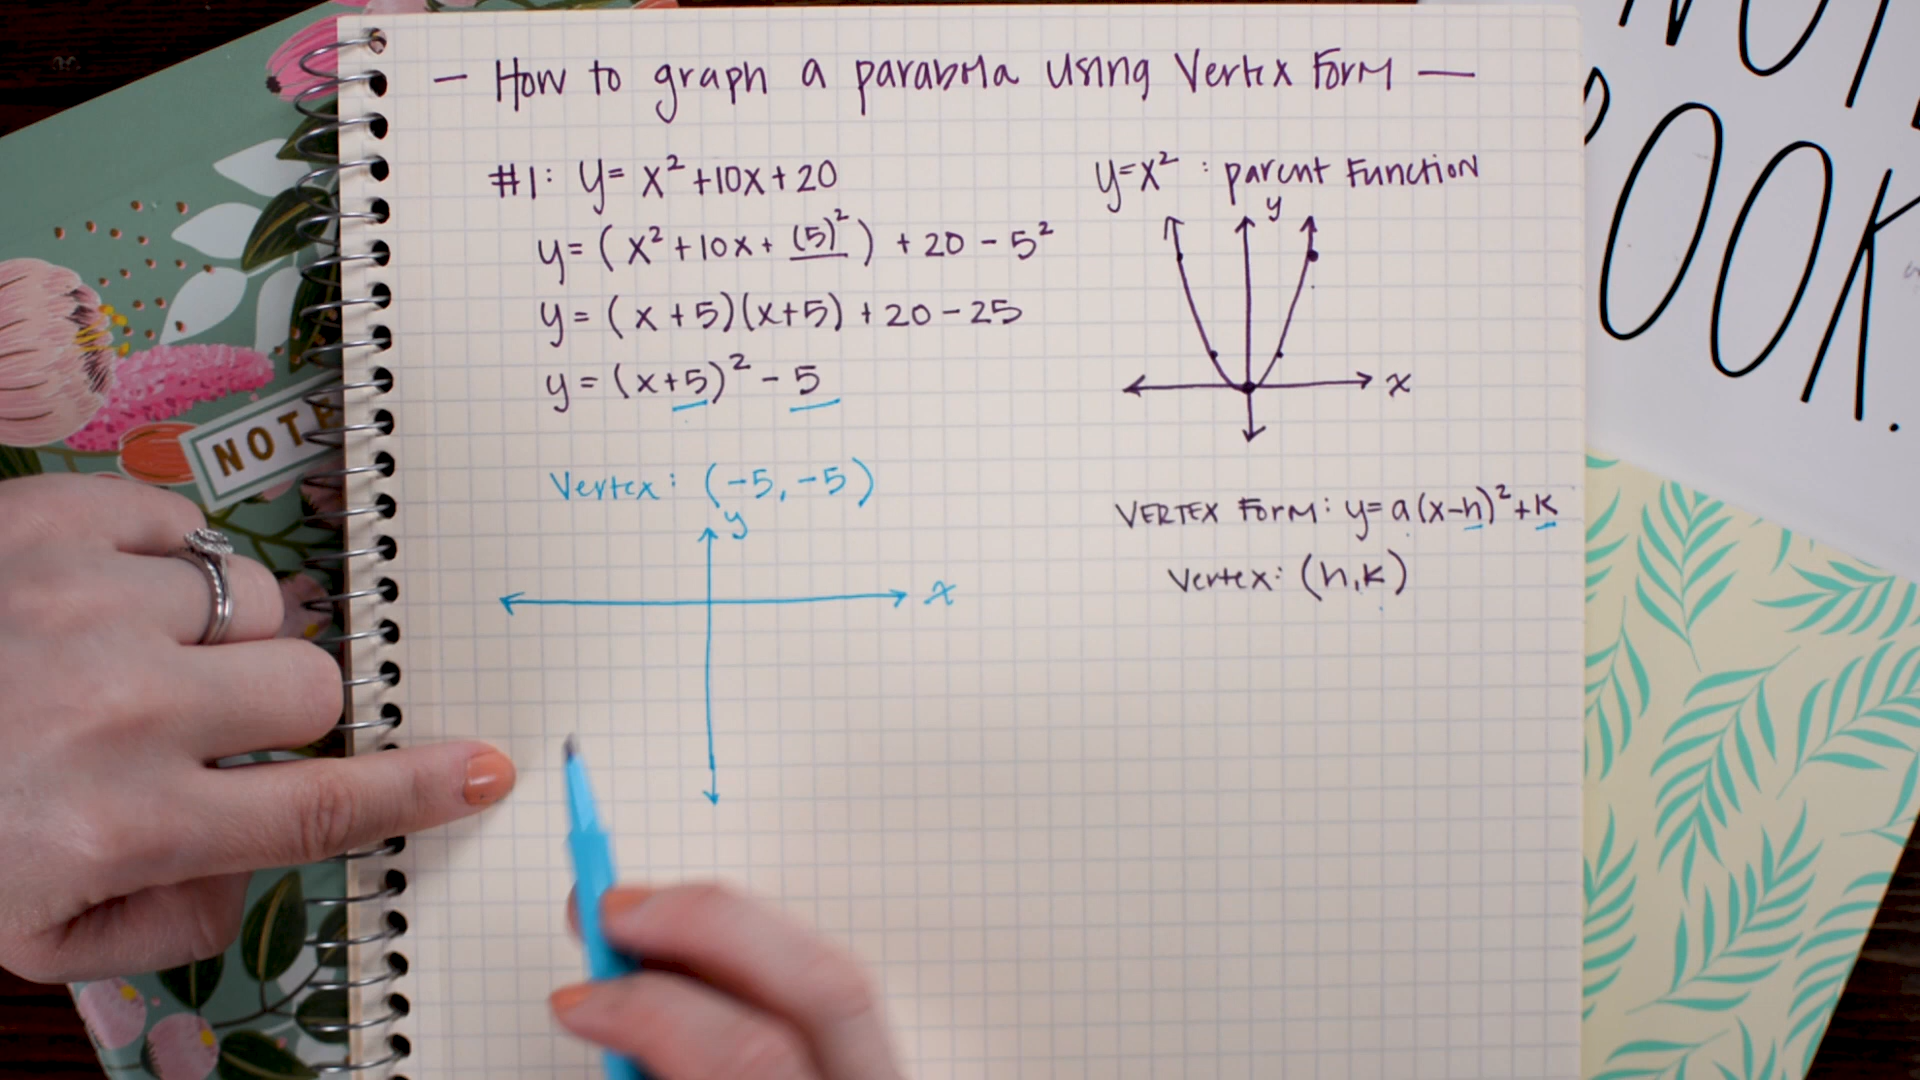 — How to graph a parabola using Vertex Form —
#1: y = x² + 10x + 20
y = (x² + 10x + (5)²) + 20 - 5²
y = (x + 5)(x+5) + 20 - 25
y = (x+5)² - 5
Vertex: (-5, -5)
y
x
y=x² : parent Function
y
x
VERTEX Form: y= a(x-h)² + k
Vertex: (h,k)
NOTE
OOK.